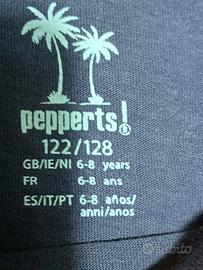 pepperts!®
122/128
GB/IE/NI 6-8 years
FR 6-8 ans
ES/IT/PT 6-8 años/
anni/anos
subito